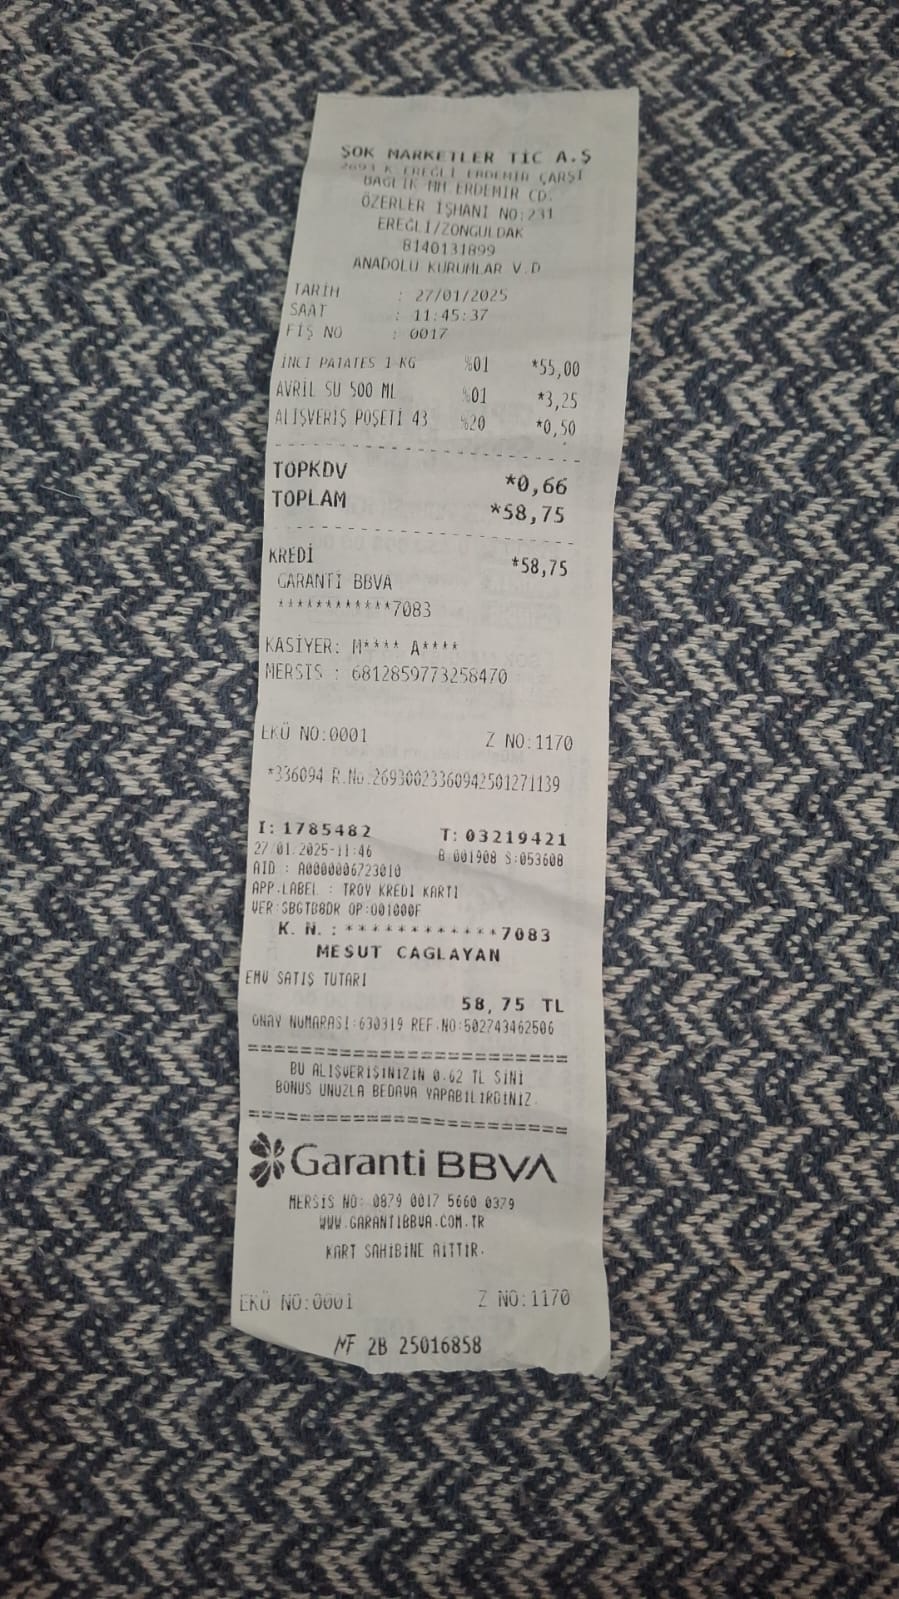 ŞOK MARKETLER TİC A.Ş
2693 K.EREĞLİ ERDEMİR ÇARŞI
BAĞLIK MH.ERDEMİR CD.
ÖZERLER İŞHANI NO:231
EREĞLİ/ZONGULDAK
8140131899
ANADOLU KURUMLAR V.D
TARİH : 27/01/2025
SAAT : 11:45:37
FİŞ NO : 0017
İNCİ PATATES 1 KG %01 *55,00
AVRİL SU 500 ML %01 *3,25
ALIŞVERİŞ POŞETİ 43 %20 *0,50
TOPKDV *0,66
TOPLAM *58,75
KREDİ *58,75
GARANTİ BBVA
************7083
KASİYER: M**** A****
MERSİS : 6812859773258470
EKÜ NO:0001 Z NO:1170
*336094 R.No:26930023360942501271139
I: 1785482 T: 03219421
27/01/2025-11:46 B:001908 S:053608
AID : A0000006723010
APP.LABEL : TROY KREDI KARTI
VER:SBGTB8DR OP:001000F
K. N. : ************7083
MESUT CAGLAYAN
EMV SATIŞ TUTARI
58,75 TL
ONAY NUMARASI:630319 REF.NO:502743462506
BU ALIŞVERİŞİNİZİN 0.62 TL SİNİ
BONUS UNUZLA BEDAVA YAPABİLİRDİNİZ.
Garanti BBVA
MERSİS NO: 0879 0017 5660 0379
WWW.GARANTIBBVA.COM.TR
KART SAHİBİNE AİTTİR.
EKÜ NO:0001 Z NO:1170
MF 2B 25016858